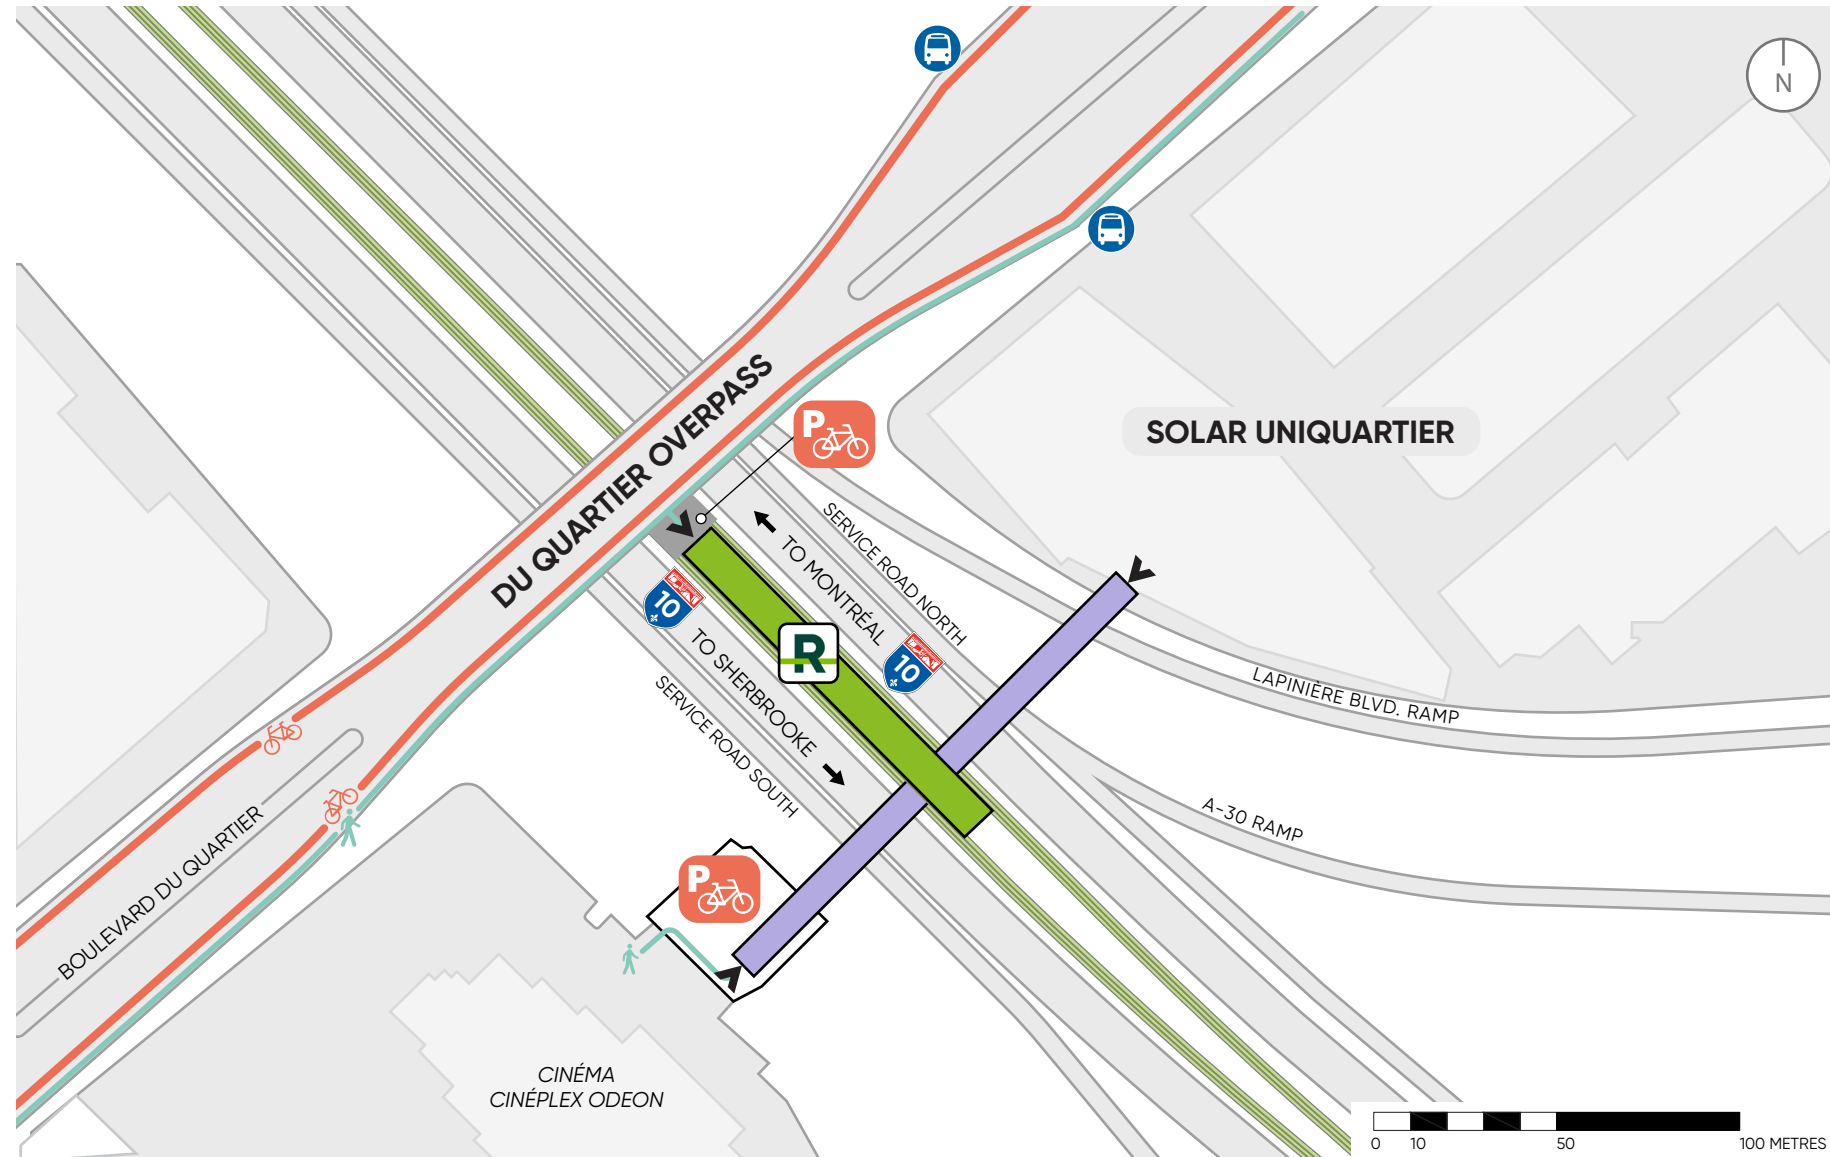 N
P
SOLAR UNIQUARTIER
DU QUARTIER OVERPASS
SERVICE ROAD NORTH
TO MONTRÉAL
10
R
10
TO SHERBROOKE
SERVICE ROAD SOUTH
LAPINIÈRE BLVD. RAMP
A-30 RAMP
BOULEVARD DU QUARTIER
P
CINÉMA
CINÉPLEX ODEON
0 10 50 100 METRES